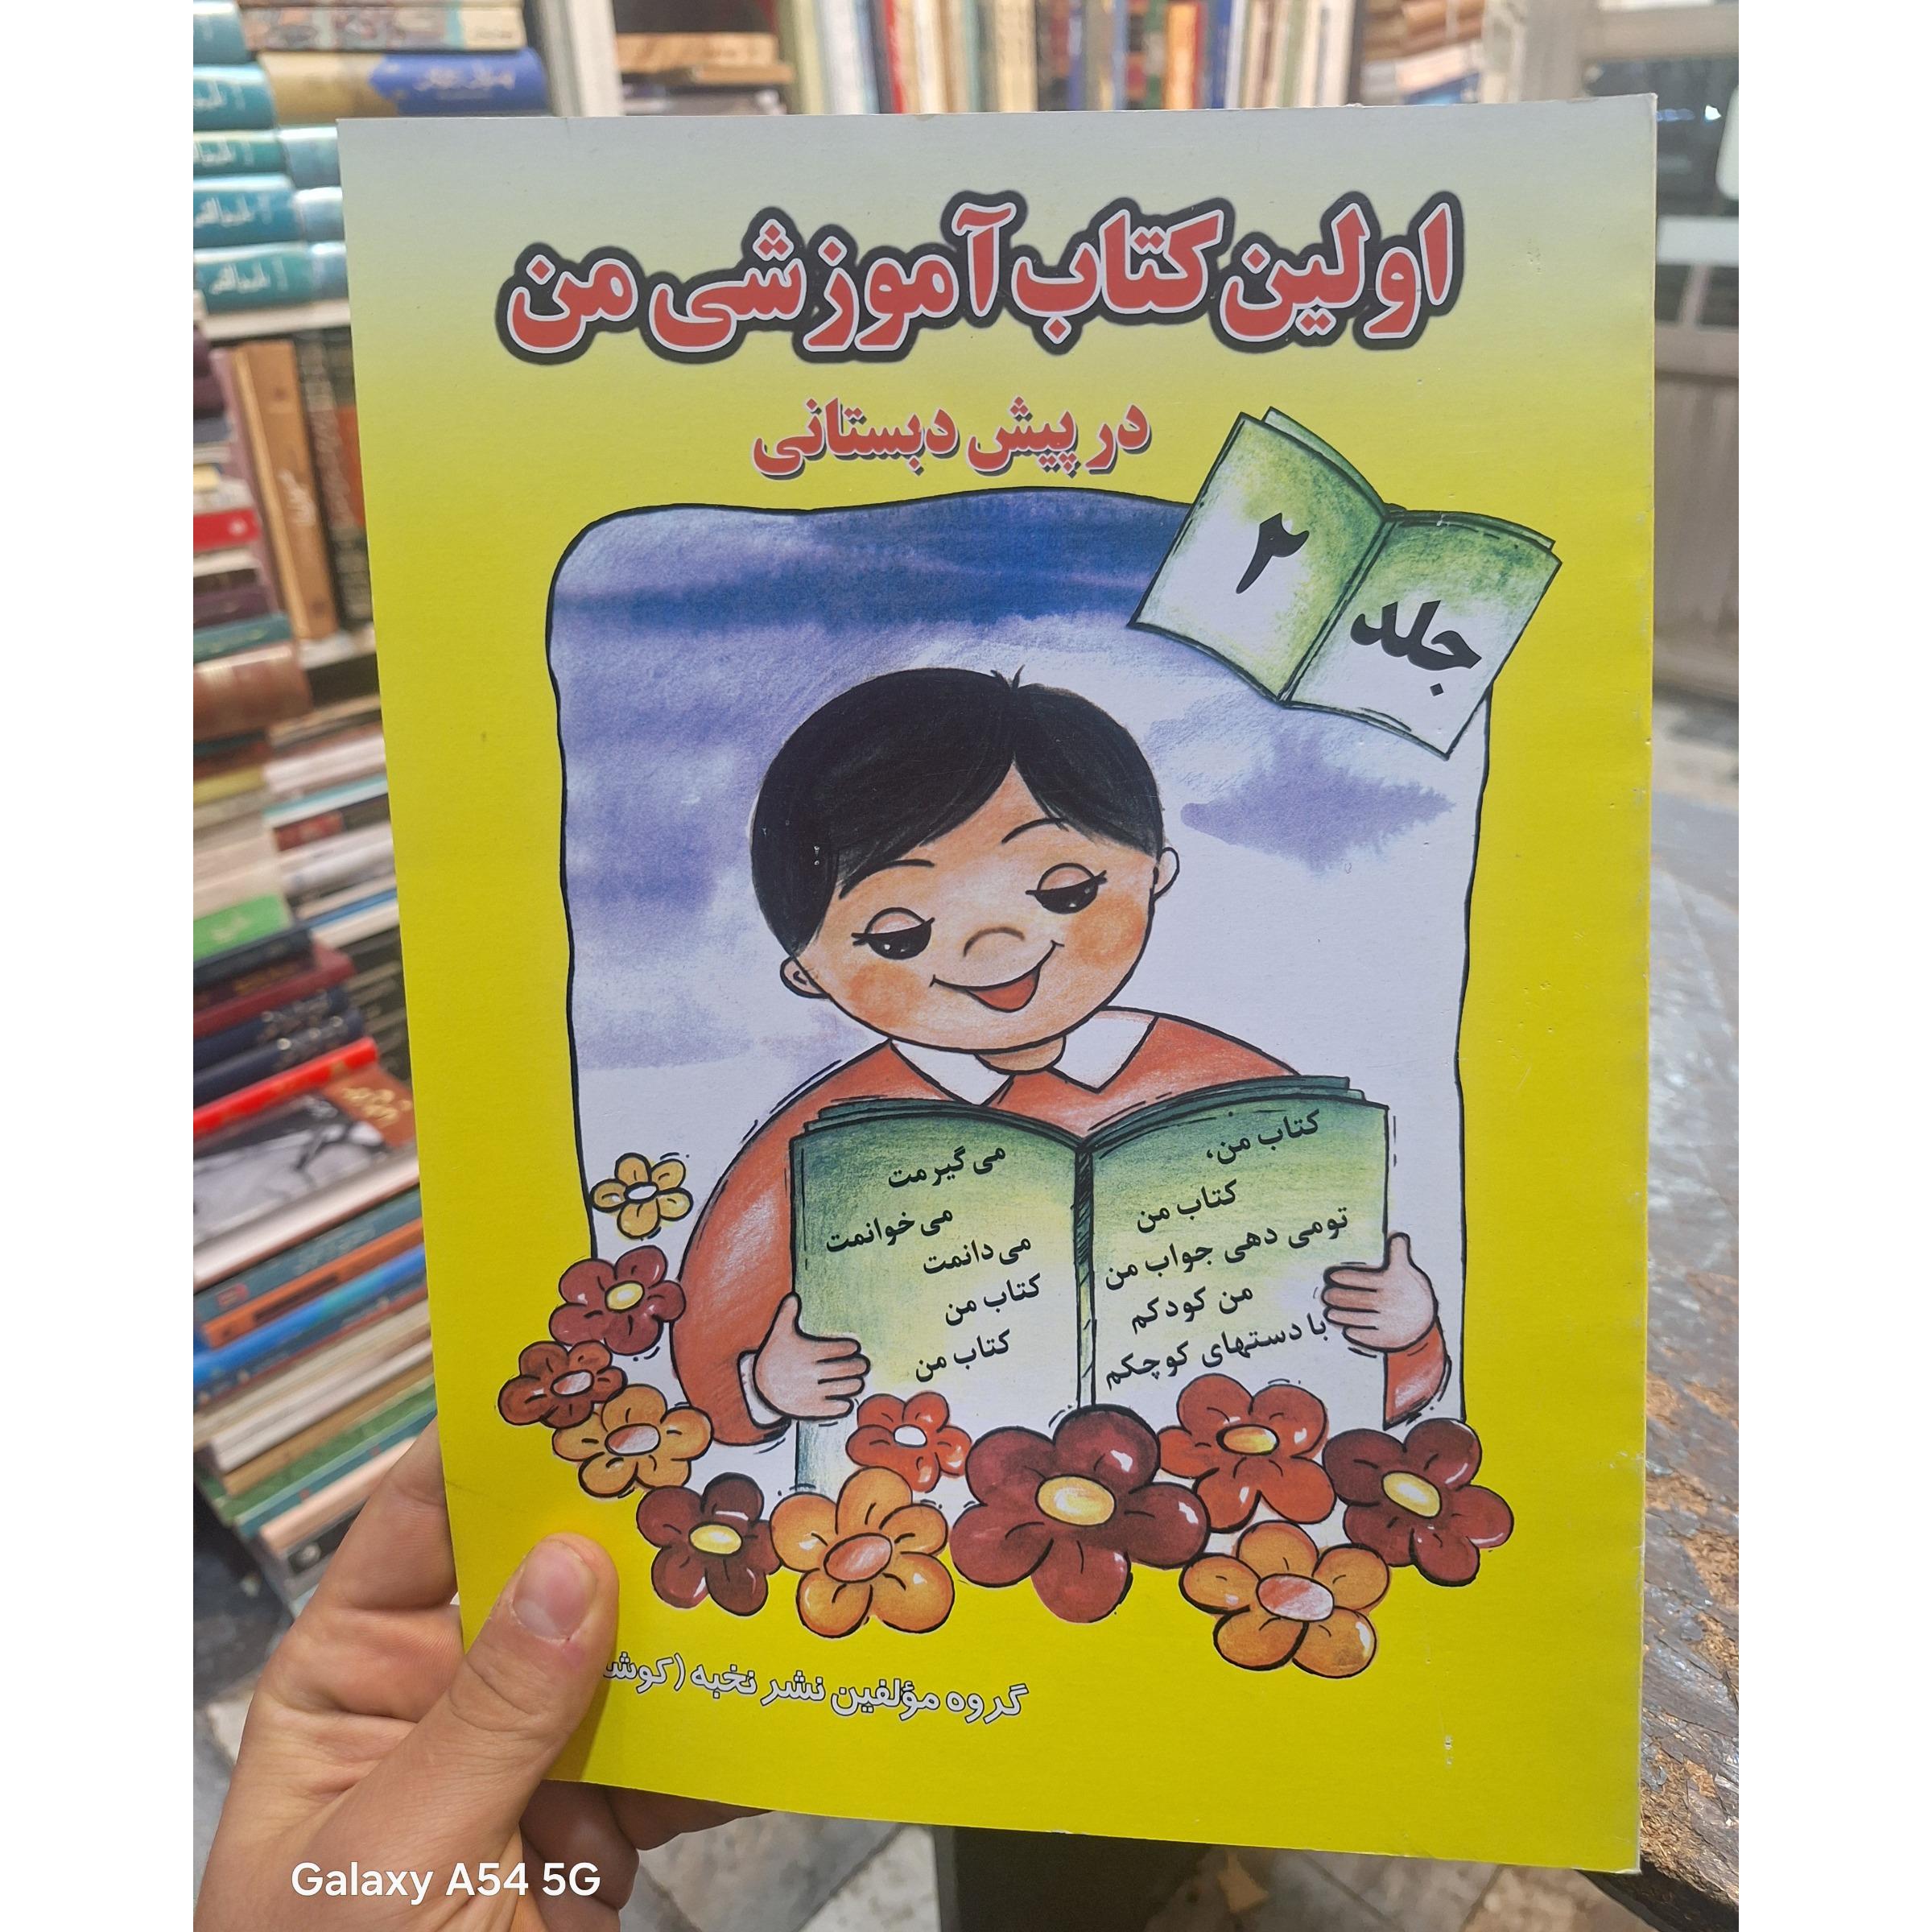 اولین کتاب آموزشی من
در پیش دبستانی
جلد ۲
کتاب من،
کتاب من
تو می دهی جواب من
من کودکم
با دستهای کوچکم
می گیرمت
می خوانمت
می دانمت
کتاب من
کتاب من
گروه مؤلفین نشر نخبه (کوشا
Galaxy A54 5G